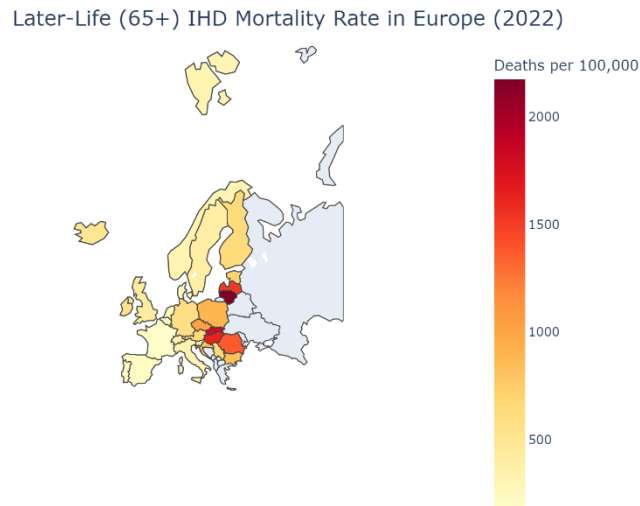 Later-Life (65+) IHD Mortality Rate in Europe (2022)
Deaths per 100,000
2000
1500
1000
500